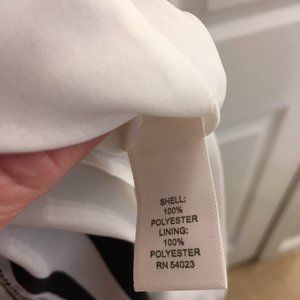 SHELL:
100%
POLYESTER
LINING:
100%
POLYESTER
RN 54023